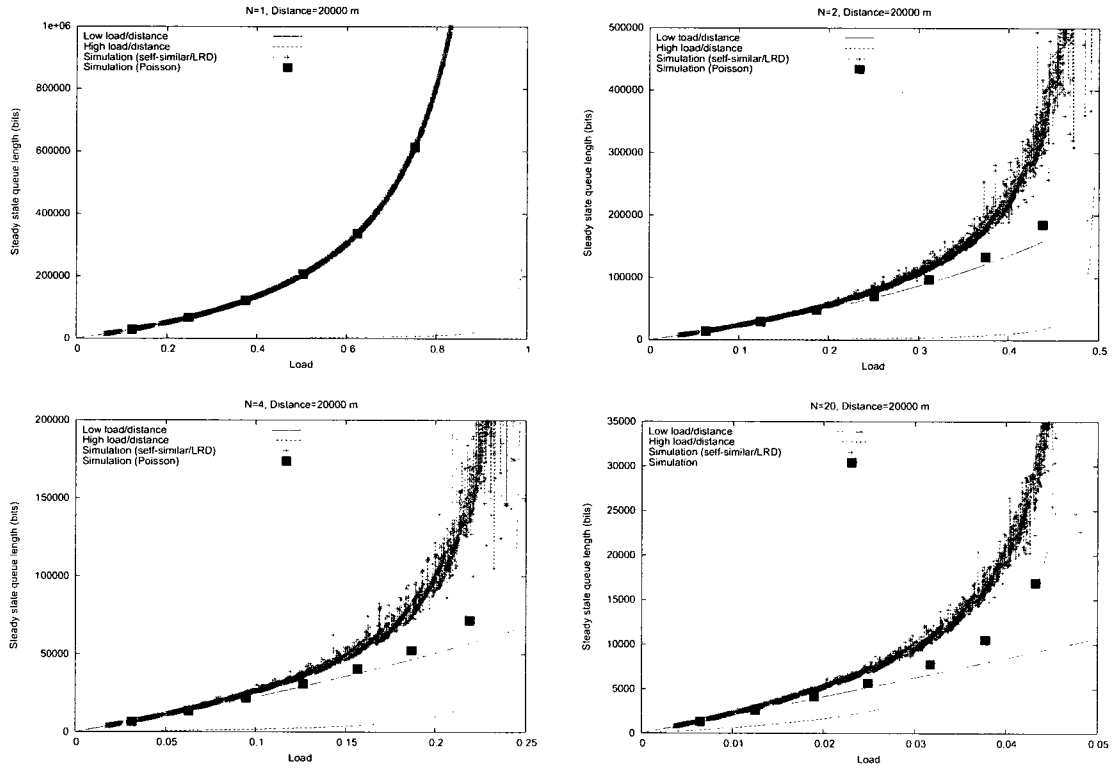 N=1, Distance=20000 m
1e+06
800000
600000
400000
200000
0
Steady state queue length (bits)
Low load/distance
High load/distance
Simulation (self-similar/LRD)
Simulation (Poisson)
0 0.2 0.4 0.6 0.8 1
Load
N=2, Distance=20000 m
500000
400000
300000
200000
100000
0
Steady state queue length (bits)
Low load/distance
High load/distance
Simulation (self-similar/LRD)
Simulation (Poisson)
0 0.1 0.2 0.3 0.4 0.5
Load
N=4, Distance=20000 m
200000
150000
100000
50000
0
Steady state queue length (bits)
Low load/distance
High load/distance
Simulation (self-similar/LRD)
Simulation (Poisson)
0 0.05 0.1 0.15 0.2 0.25
Load
N=20, Distance=20000 m
35000
30000
25000
20000
15000
10000
5000
0
Steady state queue length (bits)
Low load/distance
High load/distance
Simulation (self-similar/LRD)
Simulation
0 0.01 0.02 0.03 0.04 0.05
Load